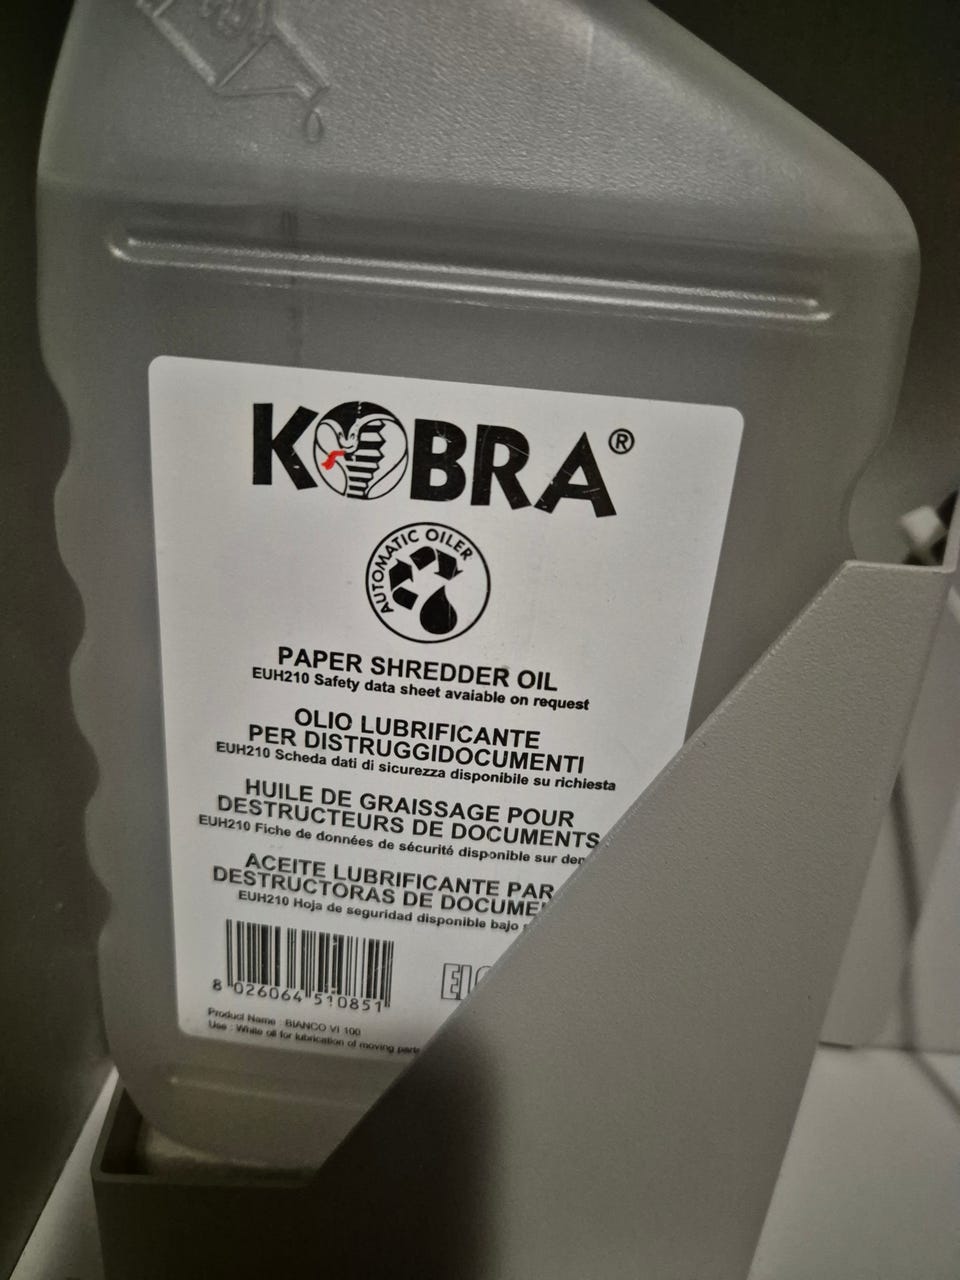 KOBRA®
AUTOMATIC OILER
PAPER SHREDDER OIL
EUH210 Safety data sheet avaiable on request
OLIO LUBRIFICANTE
PER DISTRUGGIDOCUMENTI
EUH210 Scheda dati di sicurezza disponibile su richiesta
HUILE DE GRAISSAGE POUR
DESTRUCTEURS DE DOCUMENTS
EUH210 Fiche de données de sécurité disponible sur
ACEITE LUBRIFICANTE PAR
DESTRUCTORAS DE DOCUME
EUH210 Hoja de seguridad disponible bajo
8 026064 510851
Product Name : BIANCO VI 100
Use : White oil for lubrication of moving parts